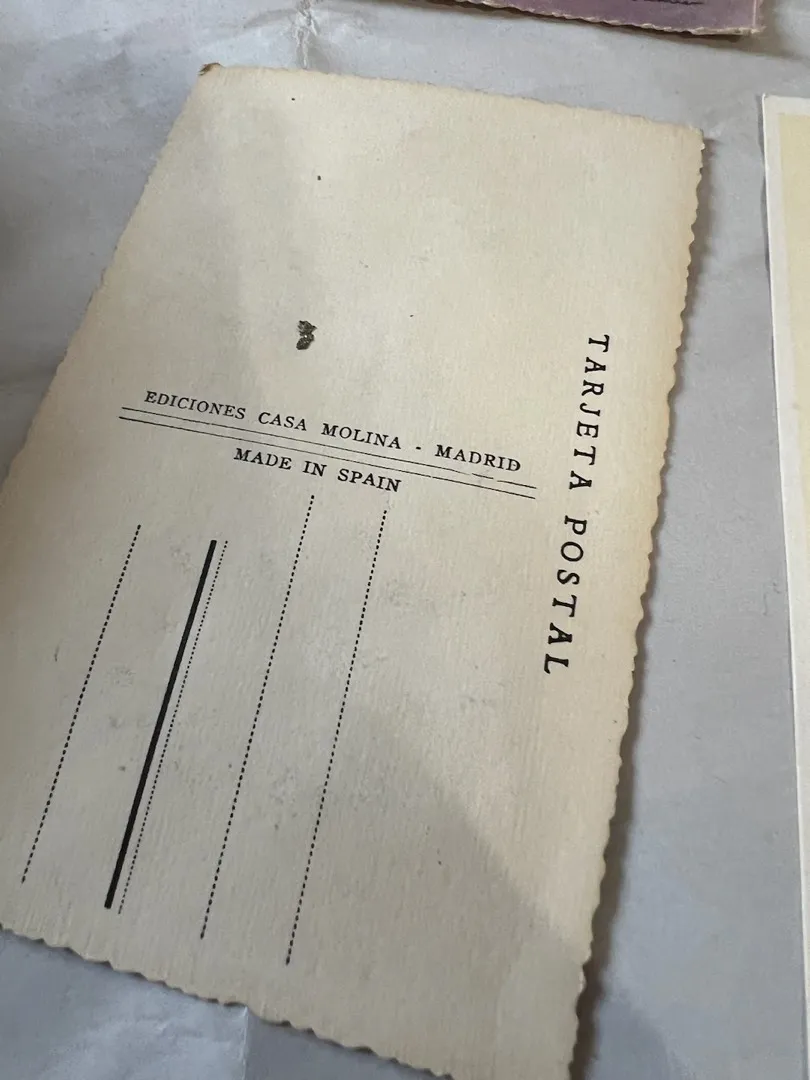 TARJETA POSTAL
EDICIONES CASA MOLINA - MADRID
MADE IN SPAIN